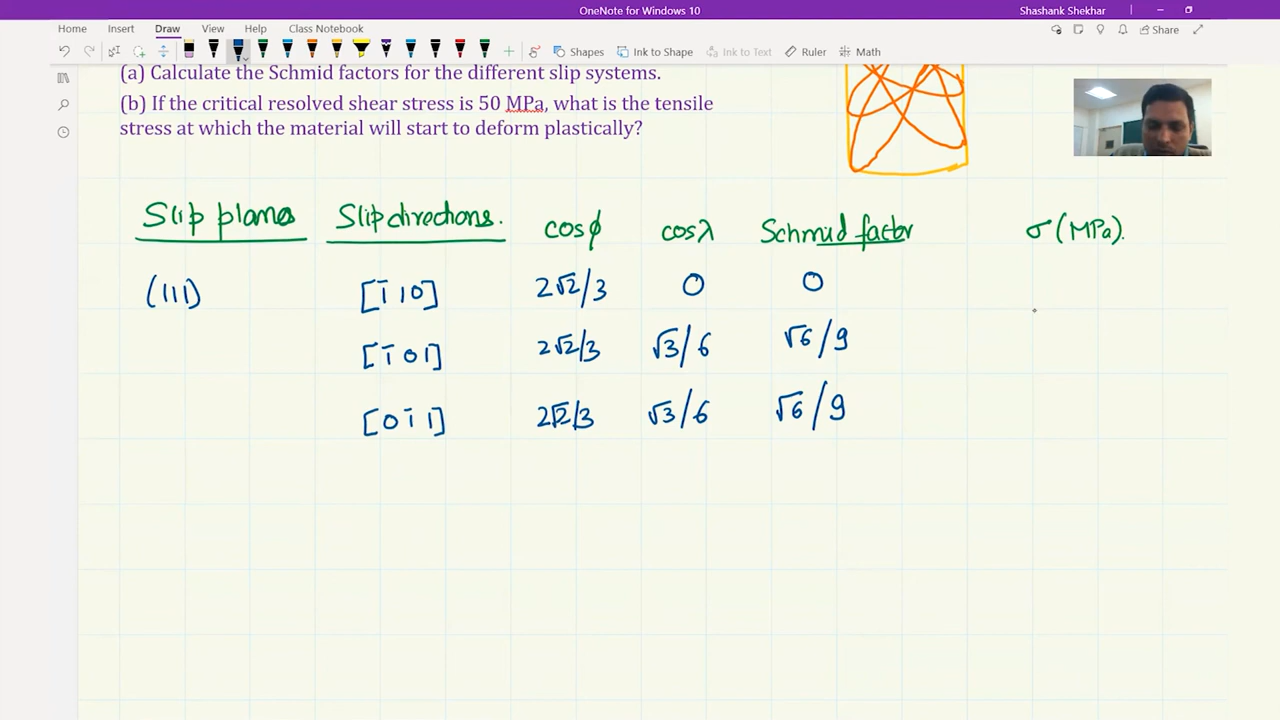 OneNote for Windows 10
Shashank Shekhar
Home Insert Draw View Help Class Notebook
Share
Shapes Ink to Shape Ink to Text Ruler Math
(a) Calculate the Schmid factors for the different slip systems.
(b) If the critical resolved shear stress is 50 MPa, what is the tensile
stress at which the material will start to deform plastically?
Slip planes Slip directions. cosϕ cosλ Schmid factor σ (MPa).
(111) [1̅10] 2√2/3 0 0
[1̅01] 2√2/3 √3/6 √6/9
[01̅1] 2√2/3 √3/6 √6/9